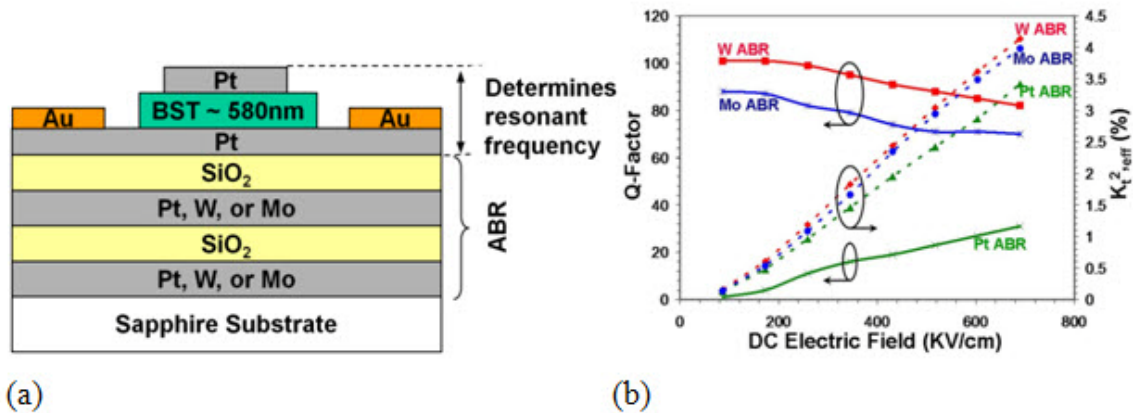 Pt
BST ~ 580nm
Au
Au
Pt
SiO2
Pt, W, or Mo
SiO2
Pt, W, or Mo
Sapphire Substrate
Determines
resonant
frequency
ABR
(a)
120
100
80
60
40
20
0
Q-Factor
W ABR
Mo ABR
W ABR
Mo ABR
Pt ABR
Pt ABR
4.5
4
3.5
3
2.5
2
1.5
1
0.5
0
Kt2,eff (%)
0 200 400 600 800
DC Electric Field (KV/cm)
(b)